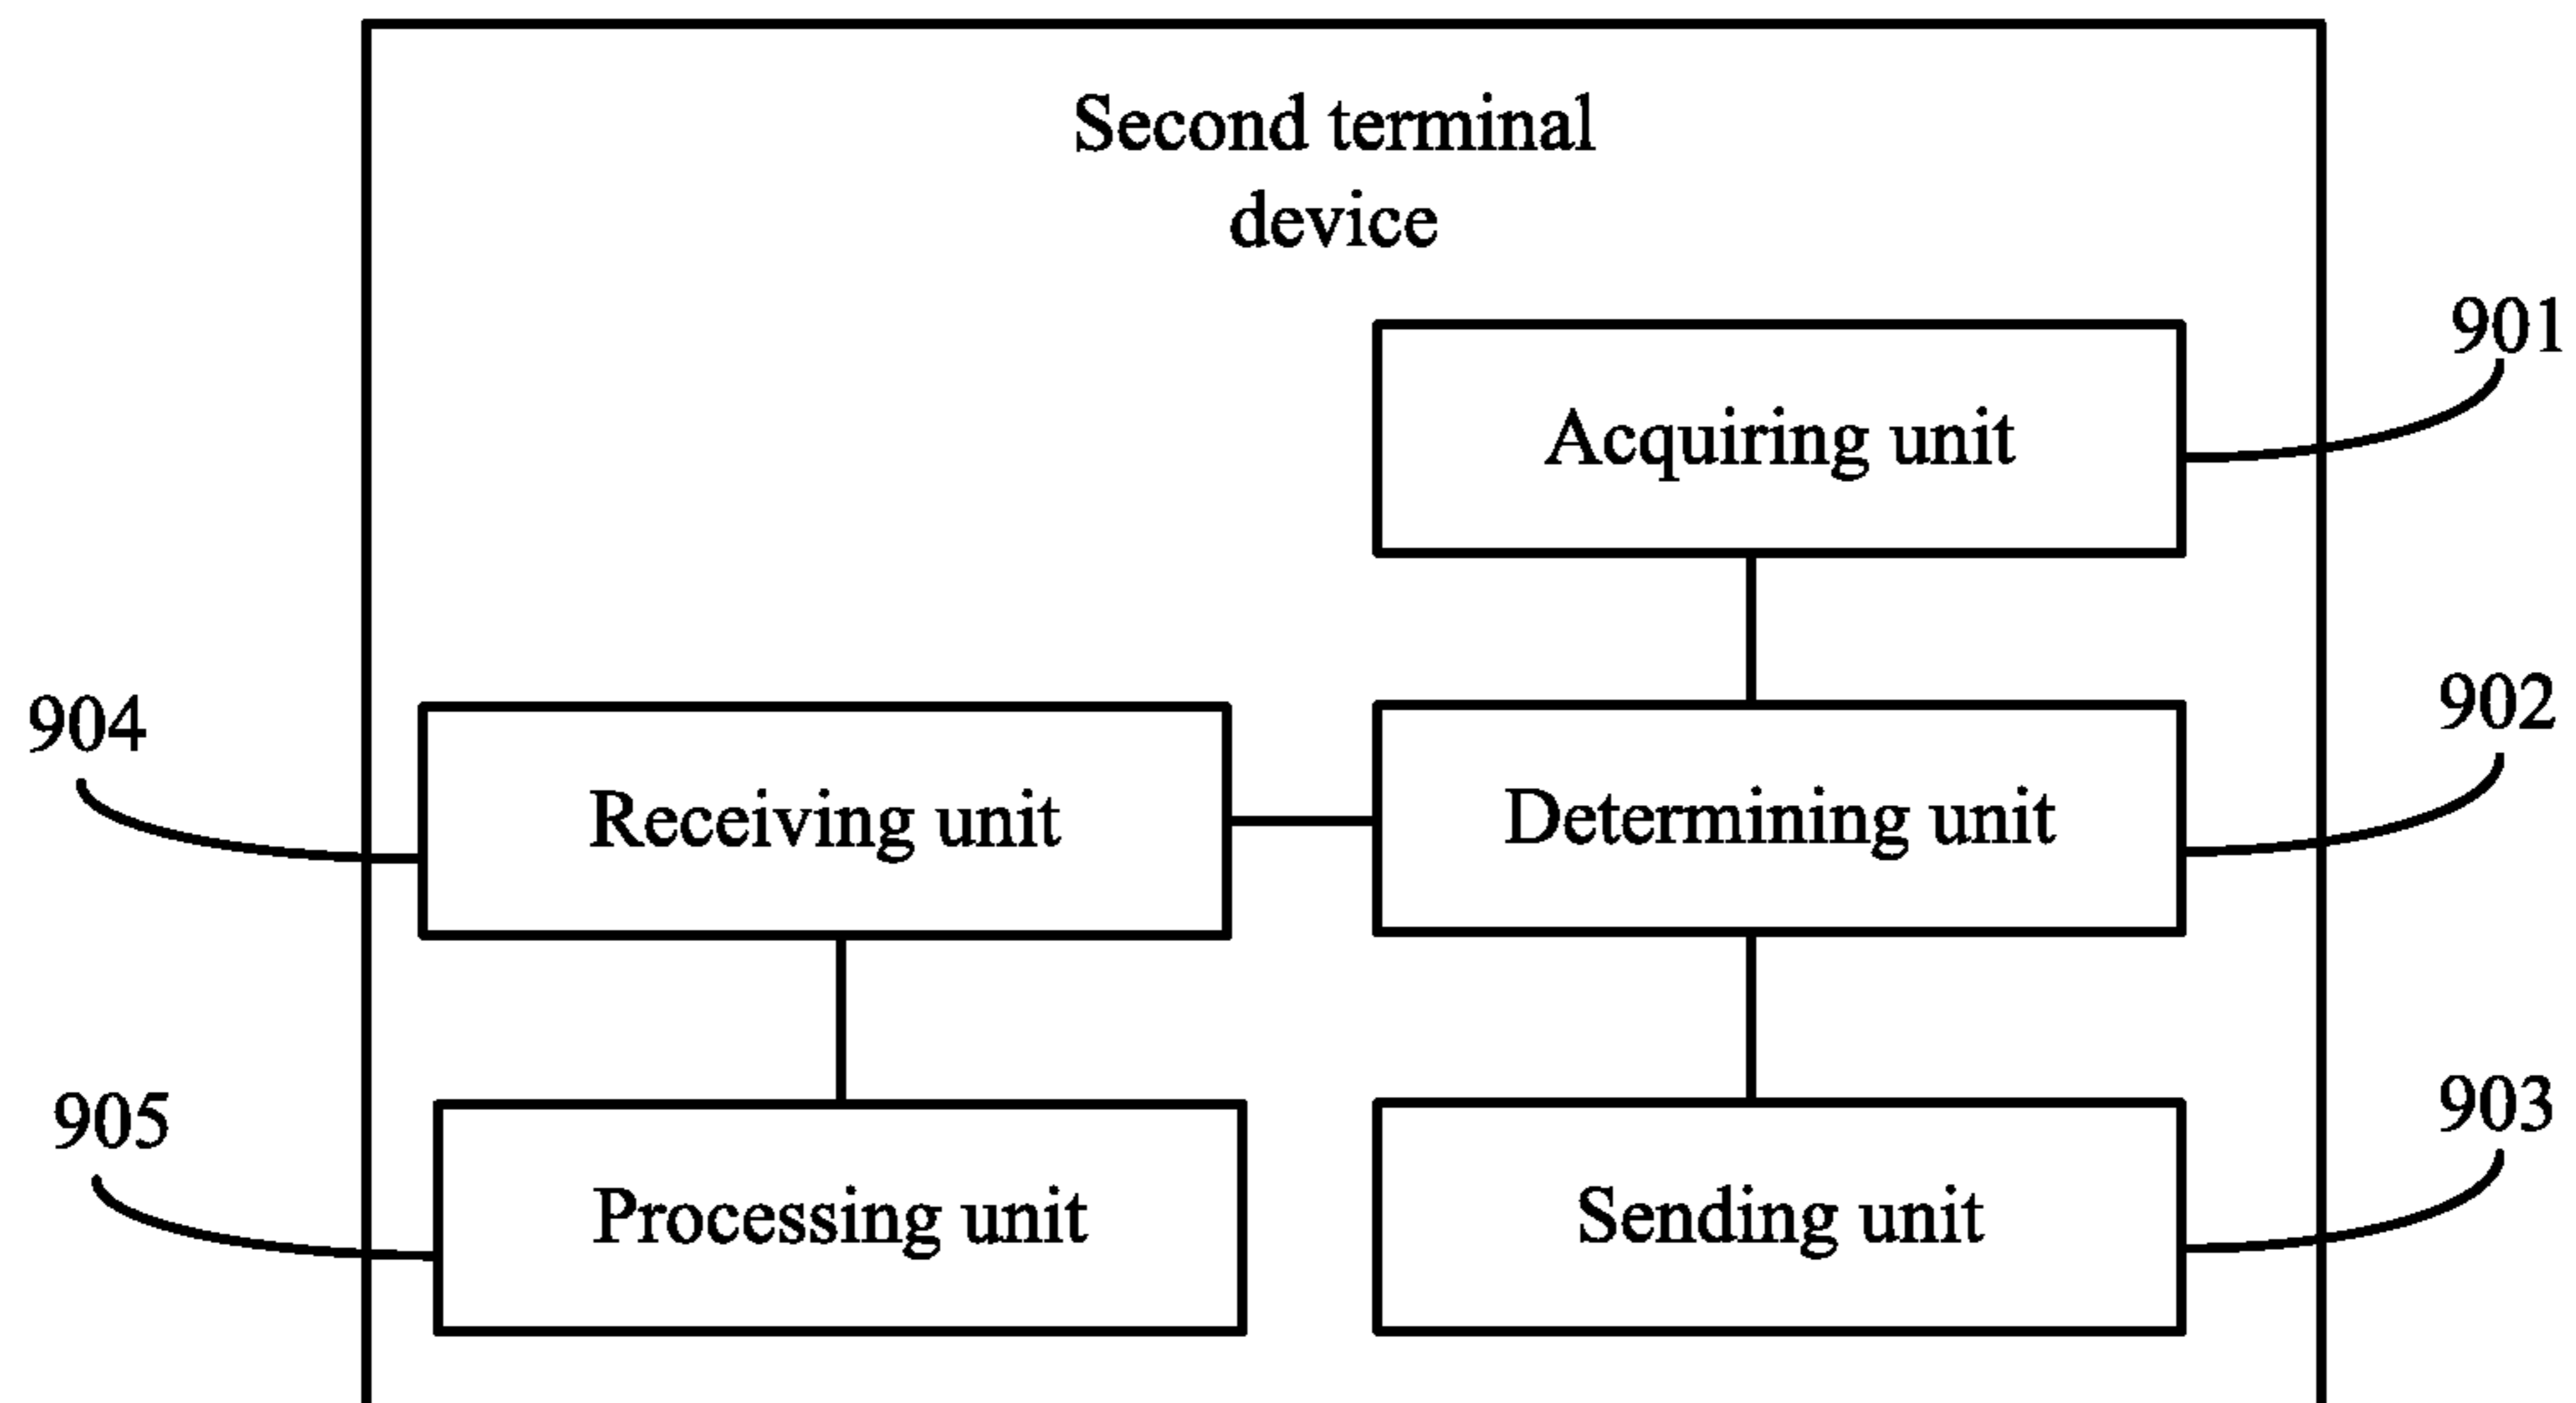 Second terminal
device
Acquiring unit
901
904
Receiving unit
Determining unit
902
905
Processing unit
Sending unit
903